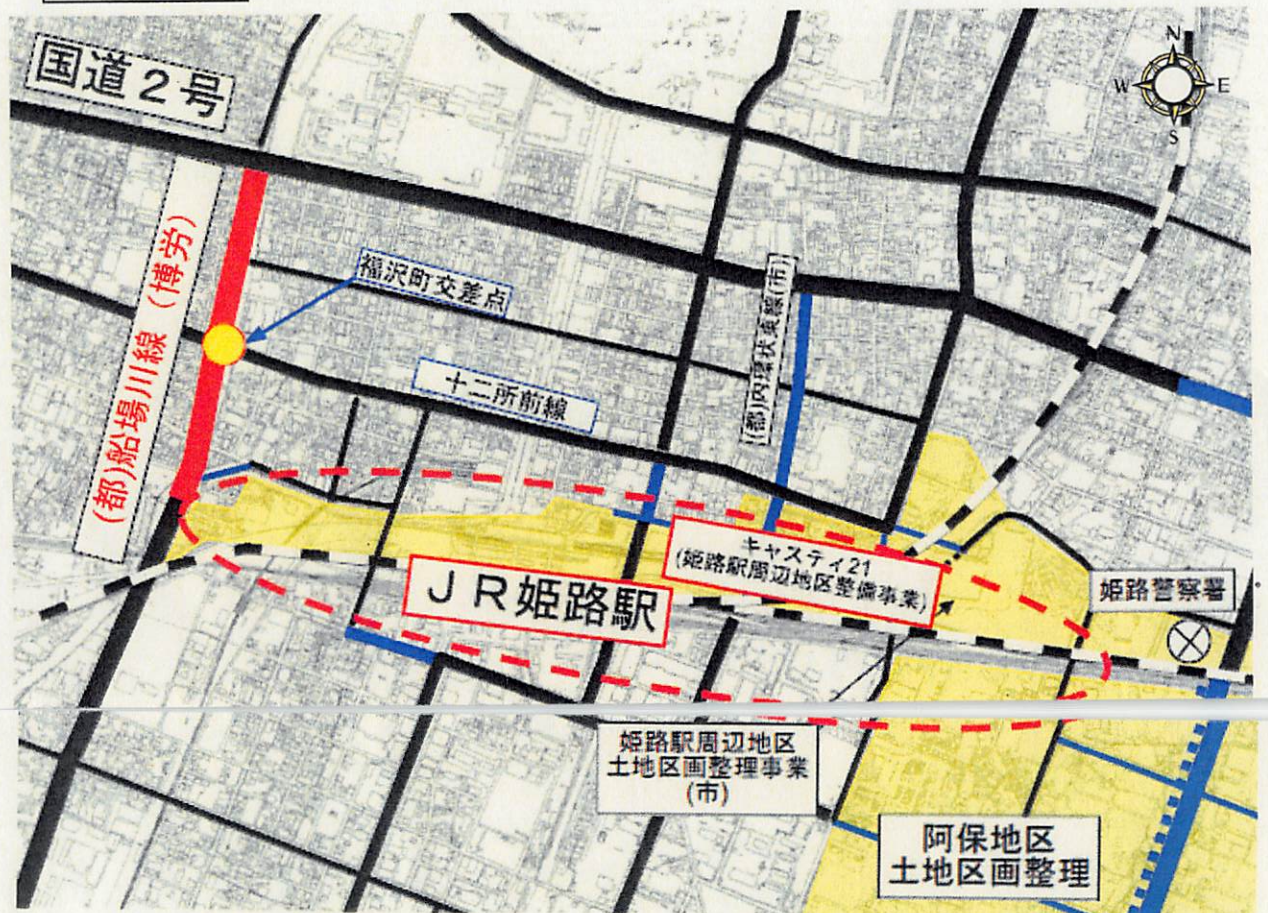 国道2号
N
W
E
S
(都)船場川線 (博労)
福沢町交差点
十二所前線
(都)内環状東線(市)
キャスティ21
(姫路駅周辺地区整備事業)
JR姫路駅
姫路警察署
姫路駅周辺地区
土地区画整理事業
(市)
阿保地区
土地区画整理